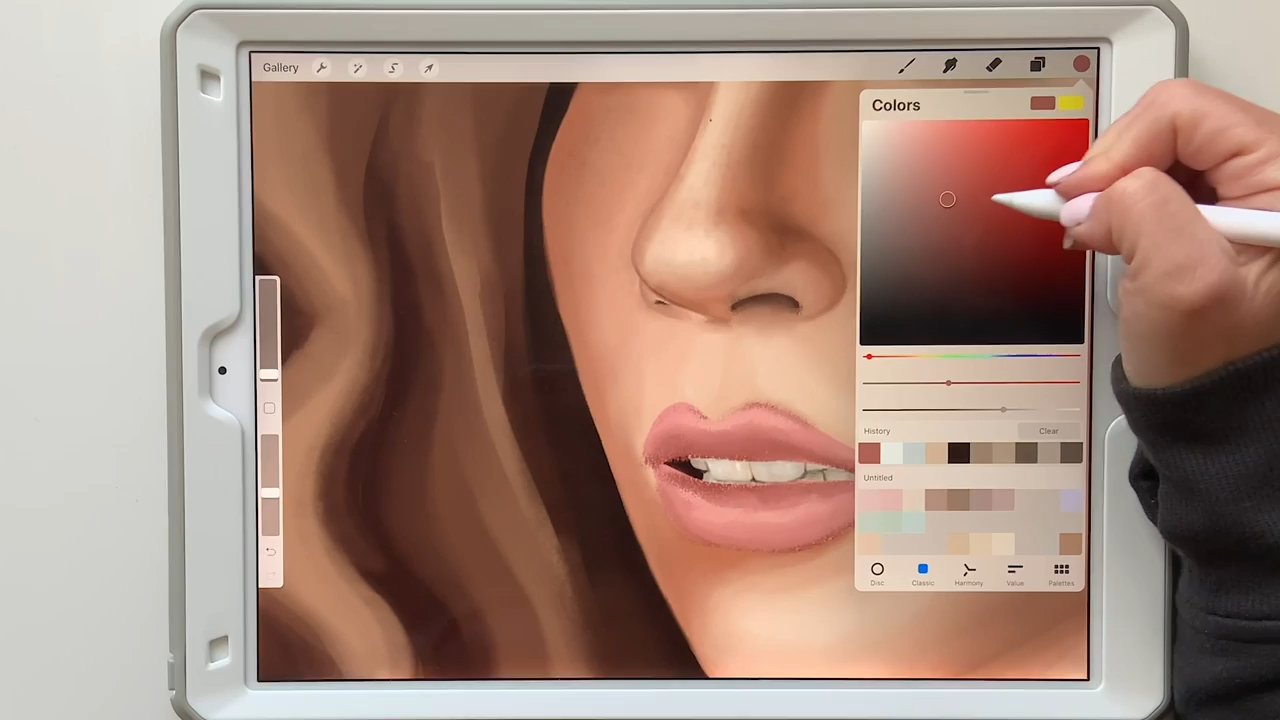 Gallery
Colors
History Clear
Untitled
Disc Classic Harmony Value Palettes